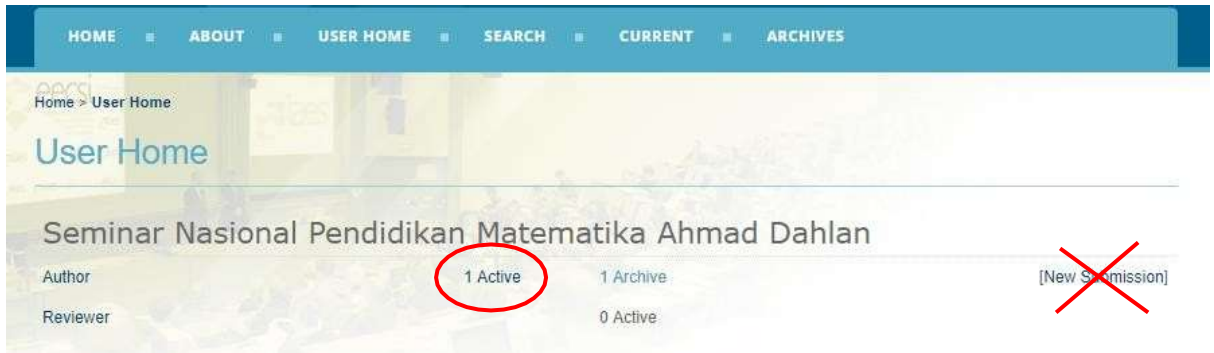 HOME ABOUT USER HOME SEARCH CURRENT ARCHIVES
eecsi
Home > User Home
User Home
Seminar Nasional Pendidikan Matematika Ahmad Dahlan
Author 1 Active 1 Archive [New Submission]
Reviewer 0 Active